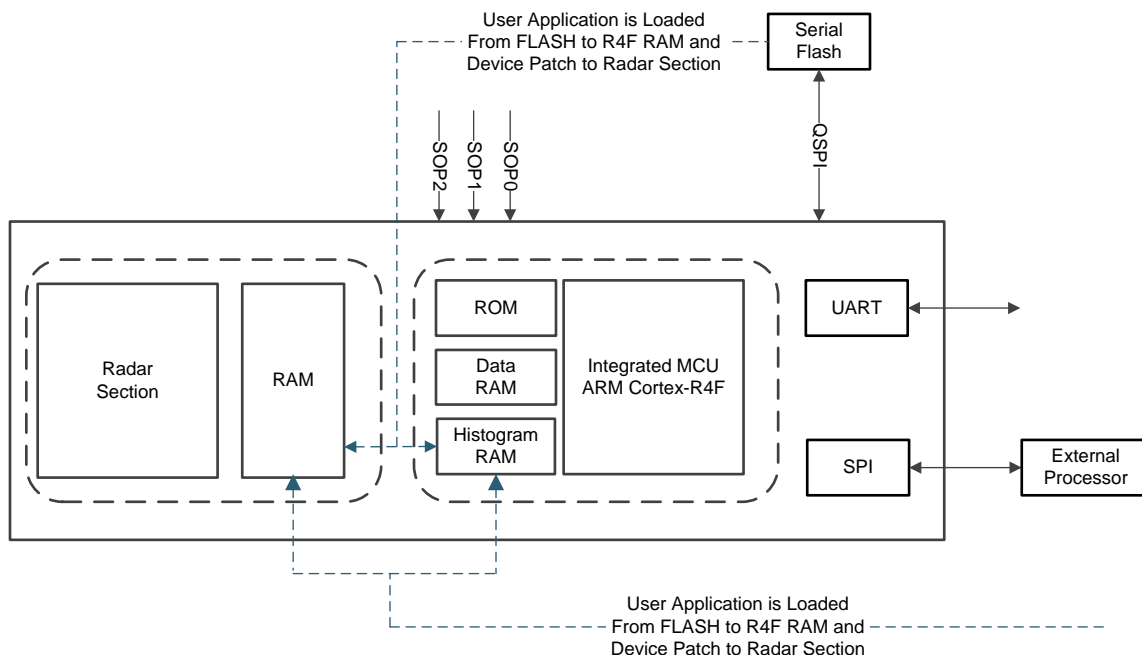 User Application is Loaded
From FLASH to R4F RAM and
Device Patch to Radar Section
Serial
Flash
SOP2
SOP1
SOP0
QSPI
Radar
Section
RAM
ROM
Data
RAM
Histogram
RAM
Integrated MCU
ARM Cortex-R4F
UART
SPI
External
Processor
User Application is Loaded
From FLASH to R4F RAM and
Device Patch to Radar Section